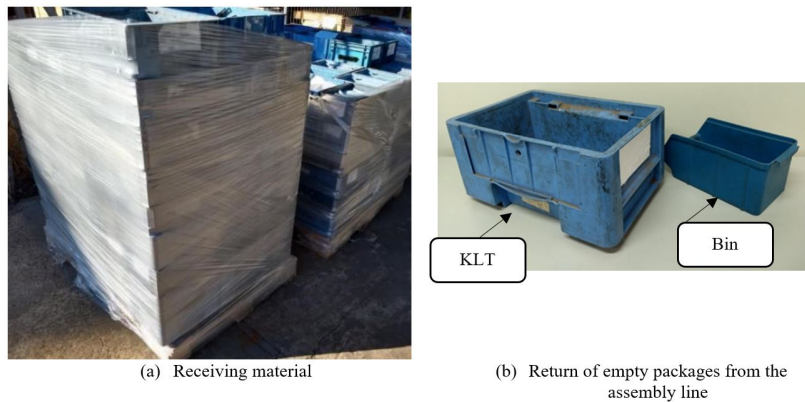 KLT
Bin
(a) Receiving material
(b) Return of empty packages from the
assembly line